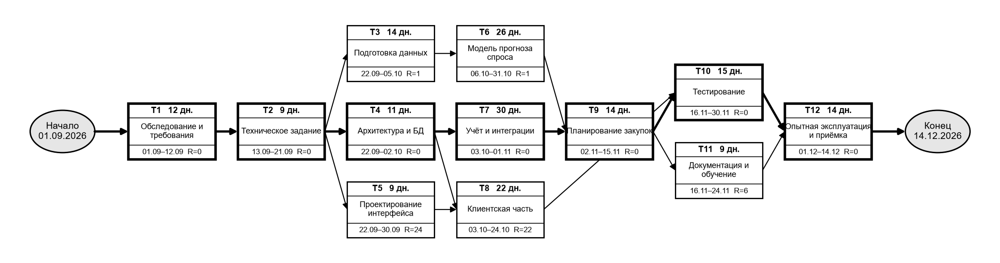 Начало
01.09.2026
T1 12 дн.
Обследование и
требования
01.09–12.09 R=0
T2 9 дн.
Техническое задание
13.09–21.09 R=0
T3 14 дн.
Подготовка данных
22.09–05.10 R=1
T4 11 дн.
Архитектура и БД
22.09–02.10 R=0
T5 9 дн.
Проектирование
интерфейса
22.09–30.09 R=24
T6 26 дн.
Модель прогноза
спроса
06.10–31.10 R=1
T7 30 дн.
Учёт и интеграции
03.10–01.11 R=0
T8 22 дн.
Клиентская часть
03.10–24.10 R=22
T9 14 дн.
Планирование закупок
02.11–15.11 R=0
T10 15 дн.
Тестирование
16.11–30.11 R=0
T11 9 дн.
Документация и
обучение
16.11–24.11 R=6
T12 14 дн.
Опытная эксплуатация
и приёмка
01.12–14.12 R=0
Конец
14.12.2026